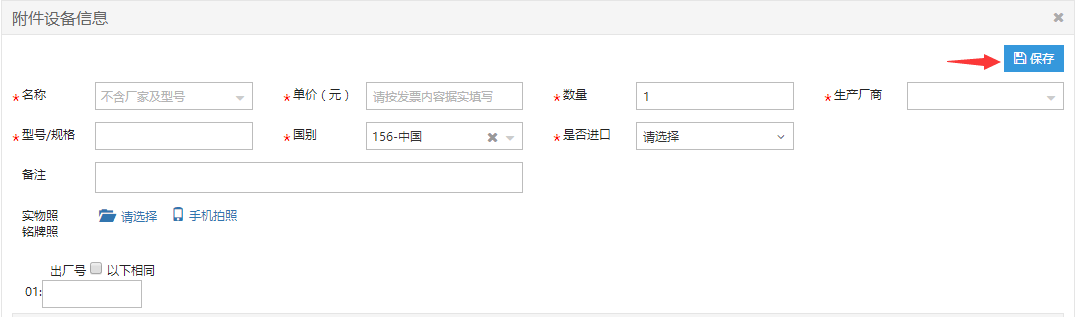 附件设备信息
保存
*名称 不含厂家及型号 *单价（元） 请按发票内容据实填写 *数量 1 *生产厂商
*型号/规格 *国别 156-中国 *是否进口 请选择
备注
实物照
铭牌照 请选择 手机拍照
出厂号 以下相同
01: